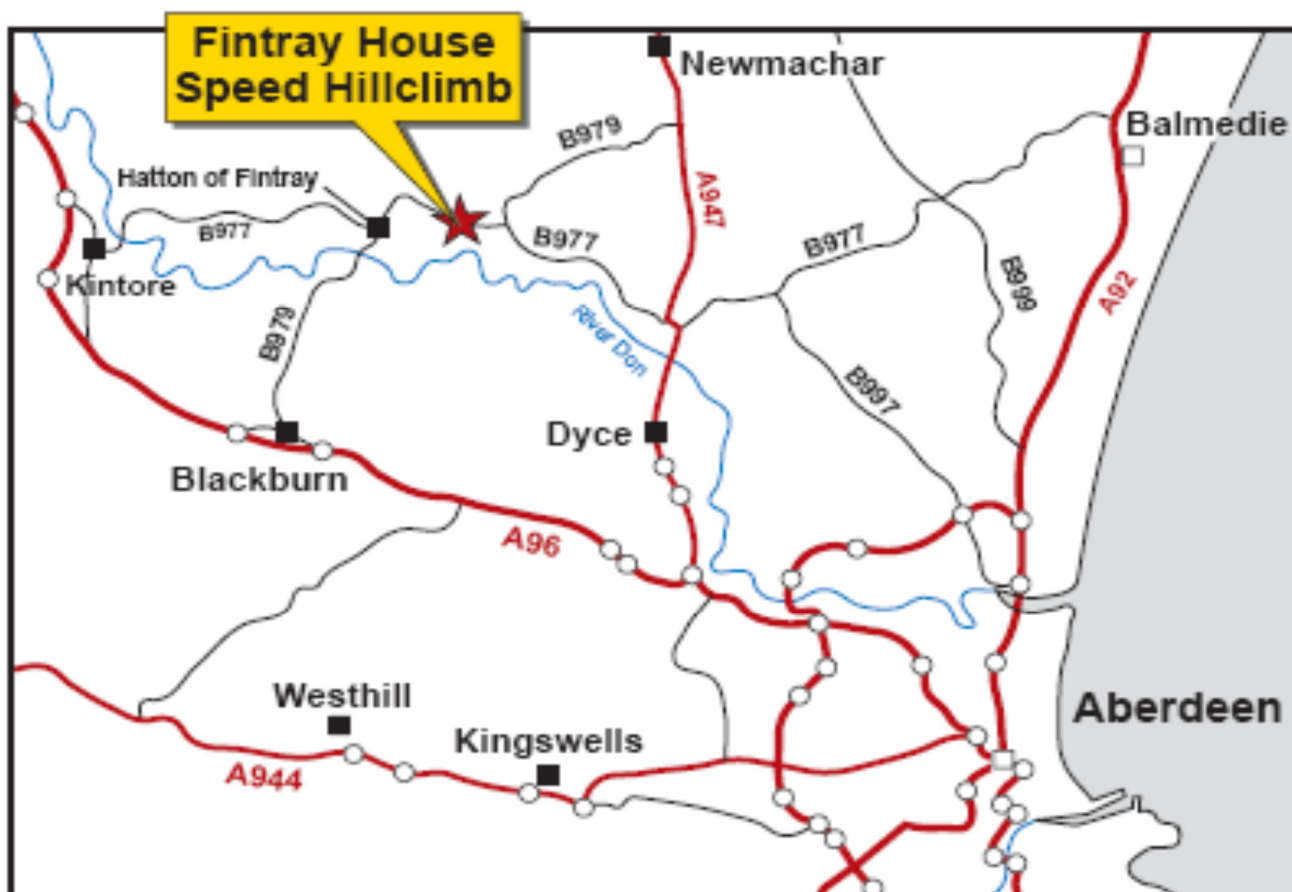 Fintray House
Speed Hillclimb
Newmachar
B979
Balmedie
Hatton of Fintray
A947
B977
B977
B977
Kintore
B999
A92
B979
River Don
B997
Dyce
Blackburn
A96
Westhill
Aberdeen
Kingswells
A944